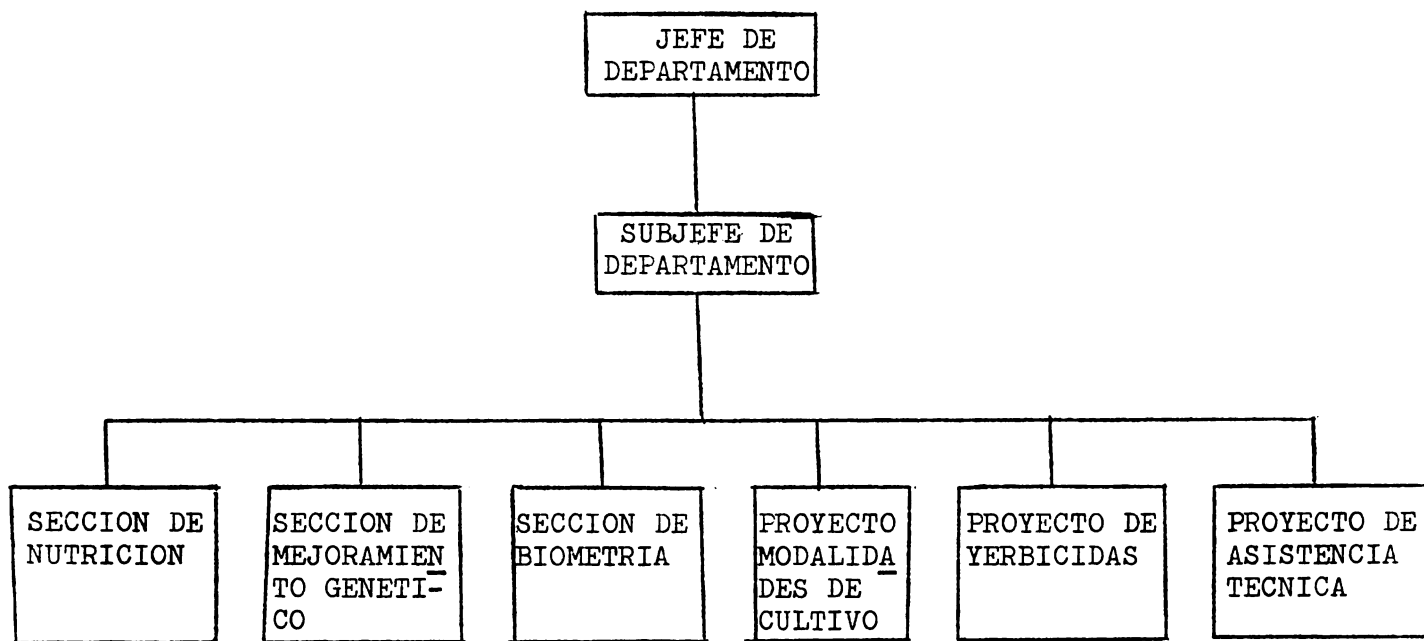 JEFE DE
DEPARTAMENTO
SUBJEFE DE
DEPARTAMENTO
SECCION DE
NUTRICION
SECCION DE
MEJORAMIEN
TO GENETI-
CO
SECCION DE
BIOMETRIA
PROYECTO
MODALIDA
DES DE
CULTIVO
PROYECTO DE
YERBICIDAS
PROYECTO DE
ASISTENCIA
TECNICA